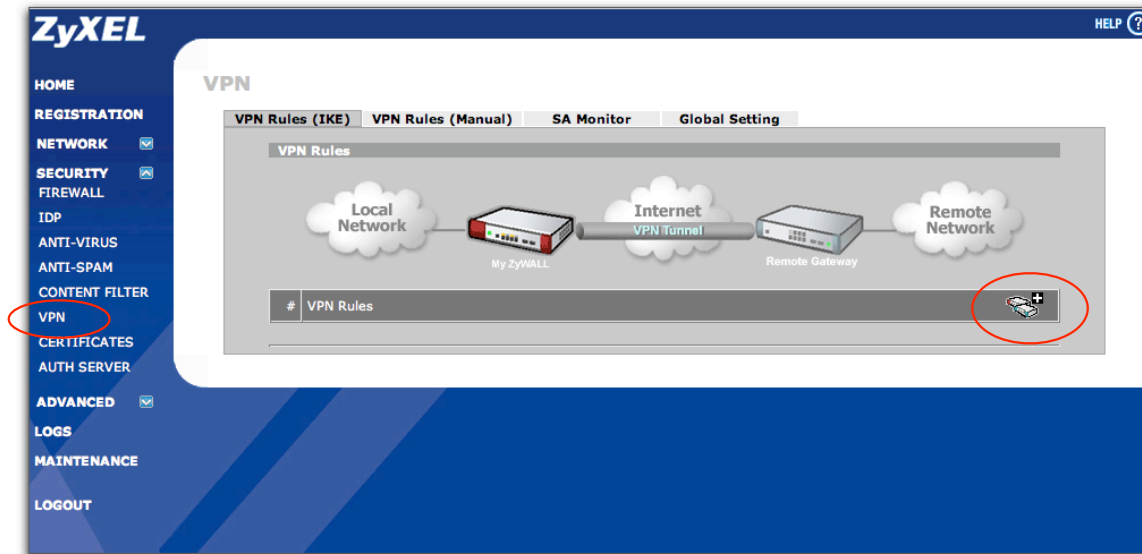 ZyXEL
HELP ?
HOME
REGISTRATION
NETWORK
SECURITY
FIREWALL
IDP
ANTI-VIRUS
ANTI-SPAM
CONTENT FILTER
VPN
CERTIFICATES
AUTH SERVER
ADVANCED
LOGS
MAINTENANCE
LOGOUT
VPN
VPN Rules (IKE) VPN Rules (Manual) SA Monitor Global Setting
VPN Rules
Local
Network
My ZyWALL
Internet
VPN Tunnel
Remote Gateway
Remote
Network
# VPN Rules